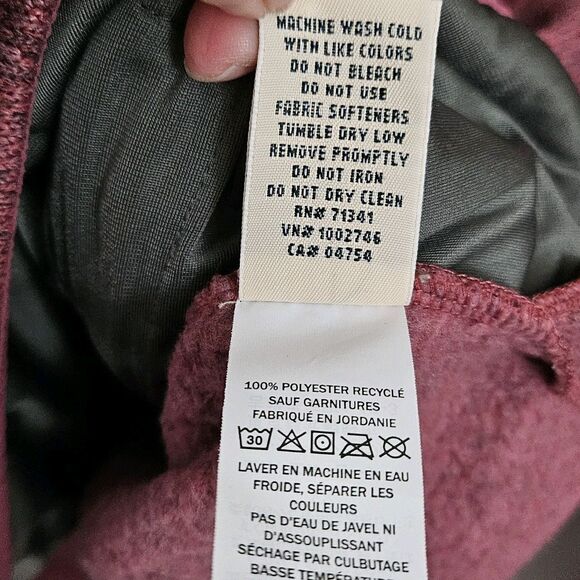 MACHINE WASH COLD
WITH LIKE COLORS
DO NOT BLEACH
DO NOT USE
FABRIC SOFTENERS
TUMBLE DRY LOW
REMOVE PROMPTLY
DO NOT IRON
DO NOT DRY CLEAN
RN# 71341
VN# 1002746
CA# 04754
100% POLYESTER RECYCLÉ
SAUF GARNITURES
FABRIQUÉ EN JORDANIE
30
LAVER EN MACHINE EN EAU
FROIDE, SÉPARER LES
COULEURS
PAS D'EAU DE JAVEL NI
D'ASSOUPLISSANT
SÉCHAGE PAR CULBUTAGE
BASSE TEMPÉRATURE